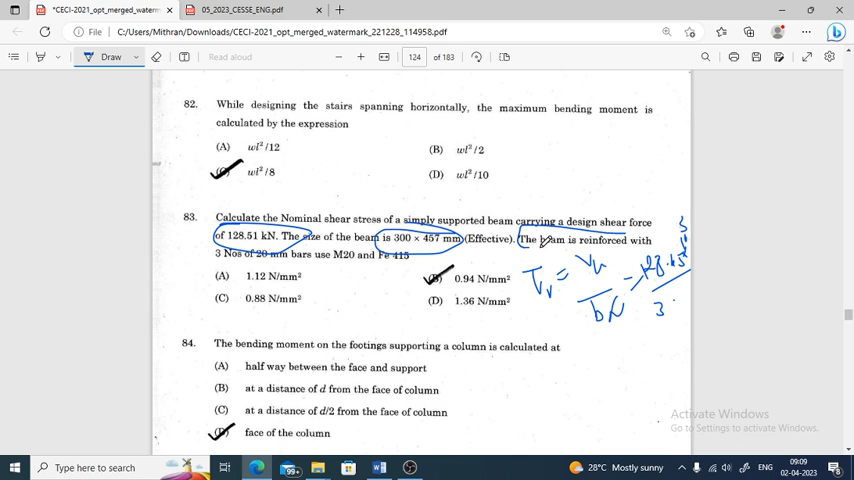 *CECI-2021_opt_merged_waterm
05_2023_CESSE_ENG.pdf
File
C:/Users/Mithran/Downloads/CECI-2021_opt_merged_watermark_221228_114958.pdf
Draw
Read aloud
124
of 183
82. While designing the stairs spanning horizontally, the maximum bending moment is
calculated by the expression
(A) wl²/12
(B) wl²/2
wl²/8
(D) wl²/10
83. Calculate the Nominal shear stress of a simply supported beam carrying a design shear force
of 128.51 kN. The size of the beam is 300 × 457 mm (Effective). The beam is reinforced with
3 Nos of 20 mm bars use M20 and Fe 415
(A) 1.12 N/mm²
(B) 0.94 N/mm²
(C) 0.88 N/mm²
(D) 1.36 N/mm²
84. The bending moment on the footings supporting a column is calculated at
(A) half way between the face and support
(B) at a distance of d from the face of column
(C) at a distance of d/2 from the face of column
(D) face of the column
Activate Windows
Go to Settings to activate Windows.
Type here to search
99+
28°C Mostly sunny
ENG
09:09
02-04-2023
8